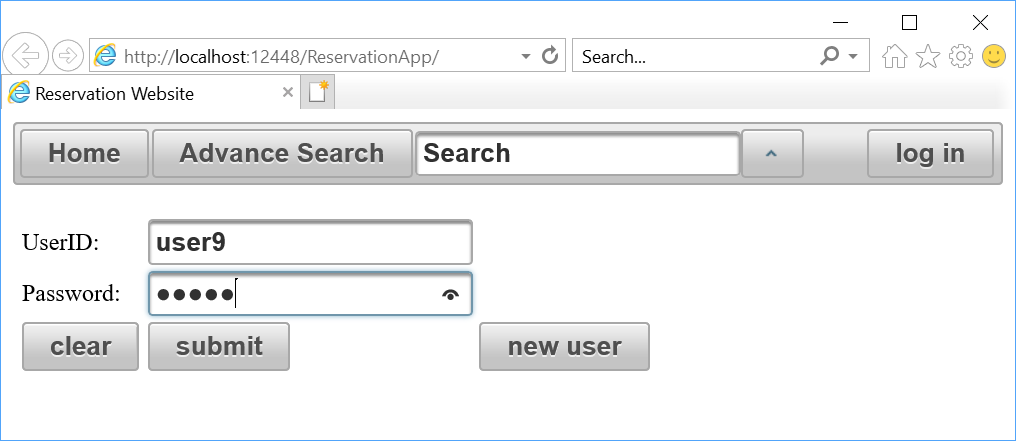 http://localhost:12448/ReservationApp/ Search...
Reservation Website
Home Advance Search Search log in
UserID: user9
Password: ●●●●●
clear submit new user